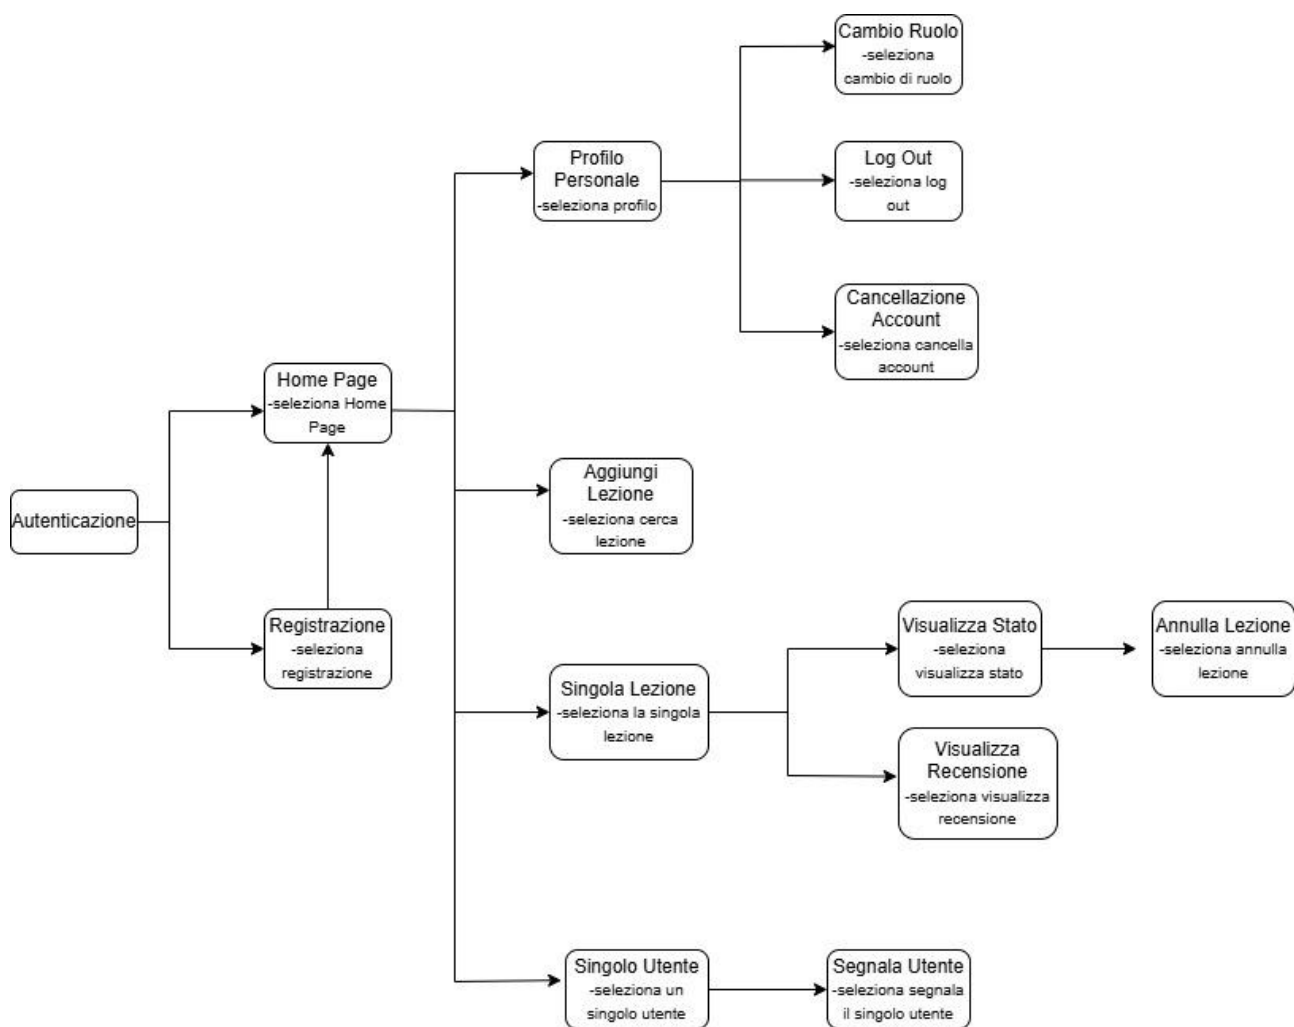 Autenticazione
Home Page
-seleziona Home
Page
Registrazione
-seleziona
registrazione
Profilo
Personale
-seleziona profilo
Cambio Ruolo
-seleziona
cambio di ruolo
Log Out
-seleziona log
out
Cancellazione
Account
-seleziona cancella
account
Aggiungi
Lezione
-seleziona cerca
lezione
Singola Lezione
-seleziona la singola
lezione
Visualizza Stato
-seleziona
visualizza stato
Annulla Lezione
-seleziona annulla
lezione
Visualizza
Recensione
-seleziona visualizza
recensione
Singolo Utente
-seleziona un
singolo utente
Segnala Utente
-seleziona segnala
il singolo utente